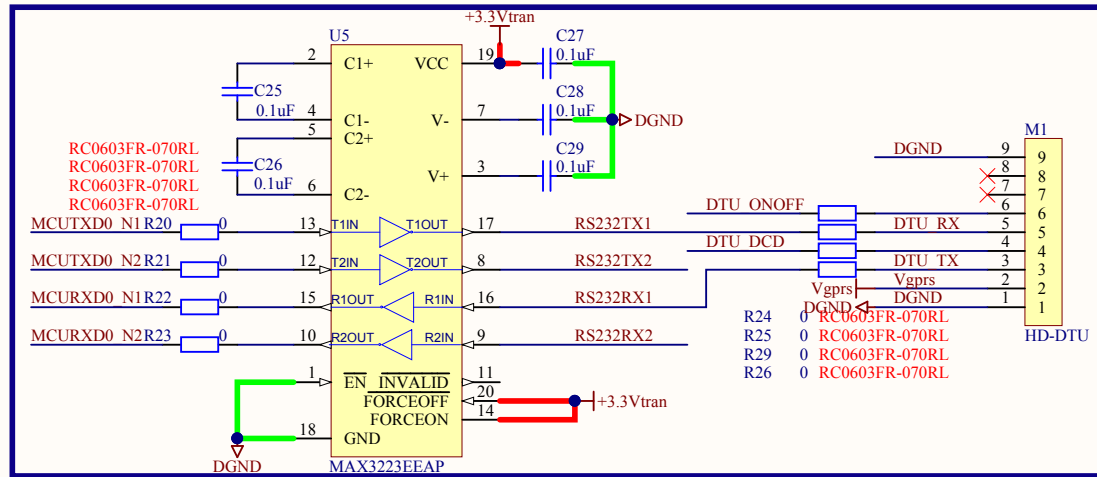 +3.3Vtran
U5
2 C1+ VCC 19
C27
0.1uF
C25
0.1uF
4 C1- V- 7
C28
0.1uF
DGND
5 C2+
C26
0.1uF
6 C2- V+ 3
C29
0.1uF
RC0603FR-070RL
RC0603FR-070RL
RC0603FR-070RL
RC0603FR-070RL
MCUTXD0_N1 R20 0 13 T1IN T1OUT 17 RS232TX1
MCUTXD0_N2 R21 0 12 T2IN T2OUT 8 RS232TX2
MCURXD0_N1 R22 0 15 R1OUT R1IN 16 RS232RX1
MCURXD0_N2 R23 0 10 R2OUT R2IN 9 RS232RX2
1 EN INVALID 11
FORCEOFF 20
FORCEON 14
+3.3Vtran
18 GND
DGND
MAX3223EEAP
M1
DGND 9 9
8 8
7 7
DTU_ONOFF 6 6
DTU_RX 5 5
DTU_DCD 4 4
DTU_TX 3 3
Vgprs Vgprs 2 2
DGND DGND 1 1
HD-DTU
R24 0 RC0603FR-070RL
R25 0 RC0603FR-070RL
R29 0 RC0603FR-070RL
R26 0 RC0603FR-070RL